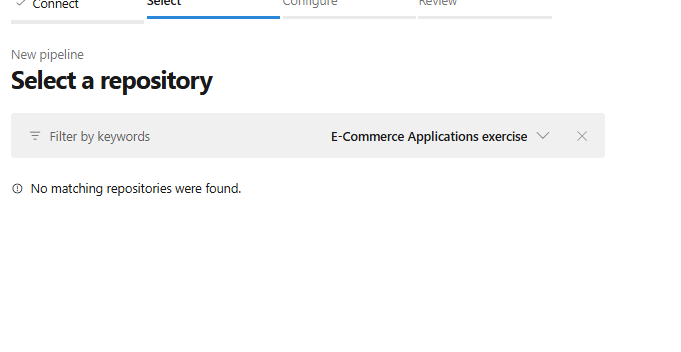 Connect Select Configure Review
New pipeline
Select a repository
Filter by keywords E-Commerce Applications exercise
No matching repositories were found.